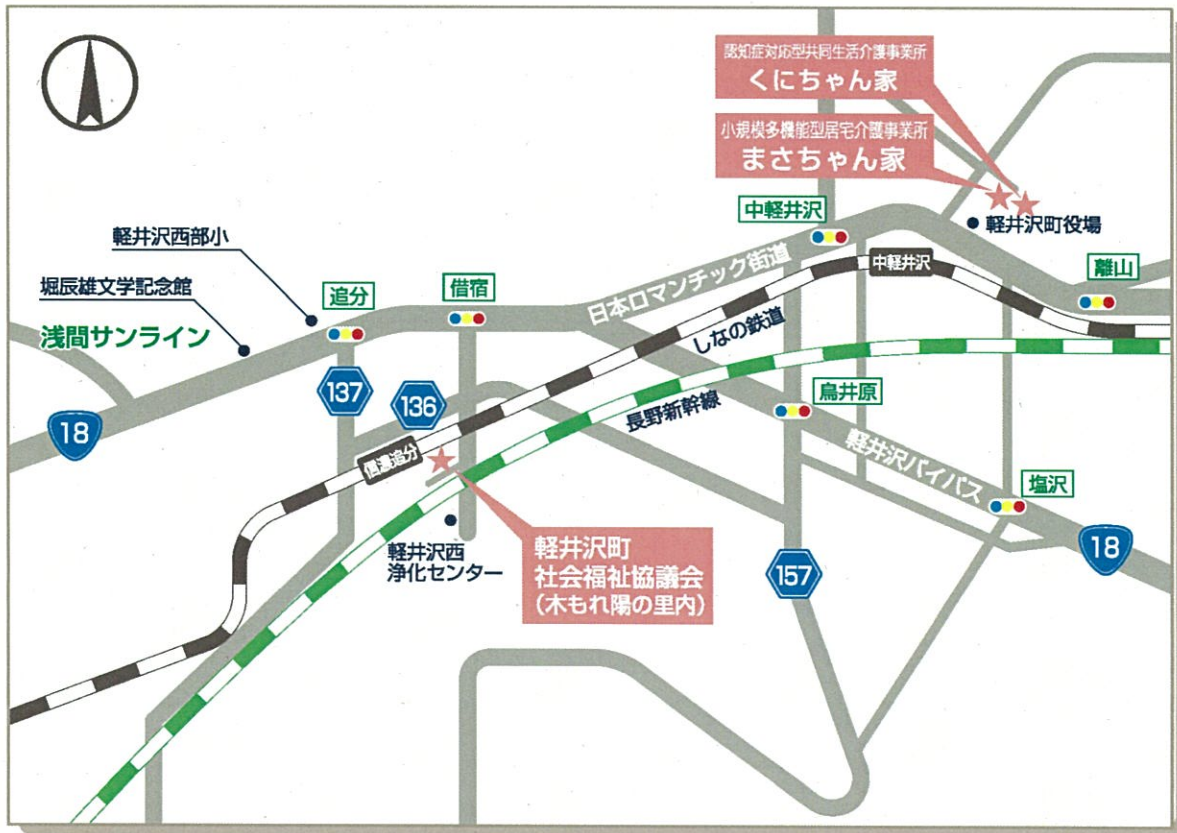 認知症対応型共同生活介護事業所
くにちゃん家
小規模多機能型居宅介護事業所
まさちゃん家
中軽井沢
軽井沢町役場
離山
軽井沢西部小
堀辰雄文学記念館
浅間サンライン
追分
借宿
日本ロマンチック街道
中軽井沢
しなの鉄道
長野新幹線
137
136
18
鳥井原
軽井沢バイパス
塩沢
信濃追分
軽井沢西
浄化センター
軽井沢町
社会福祉協議会
（木もれ陽の里内）
157
18